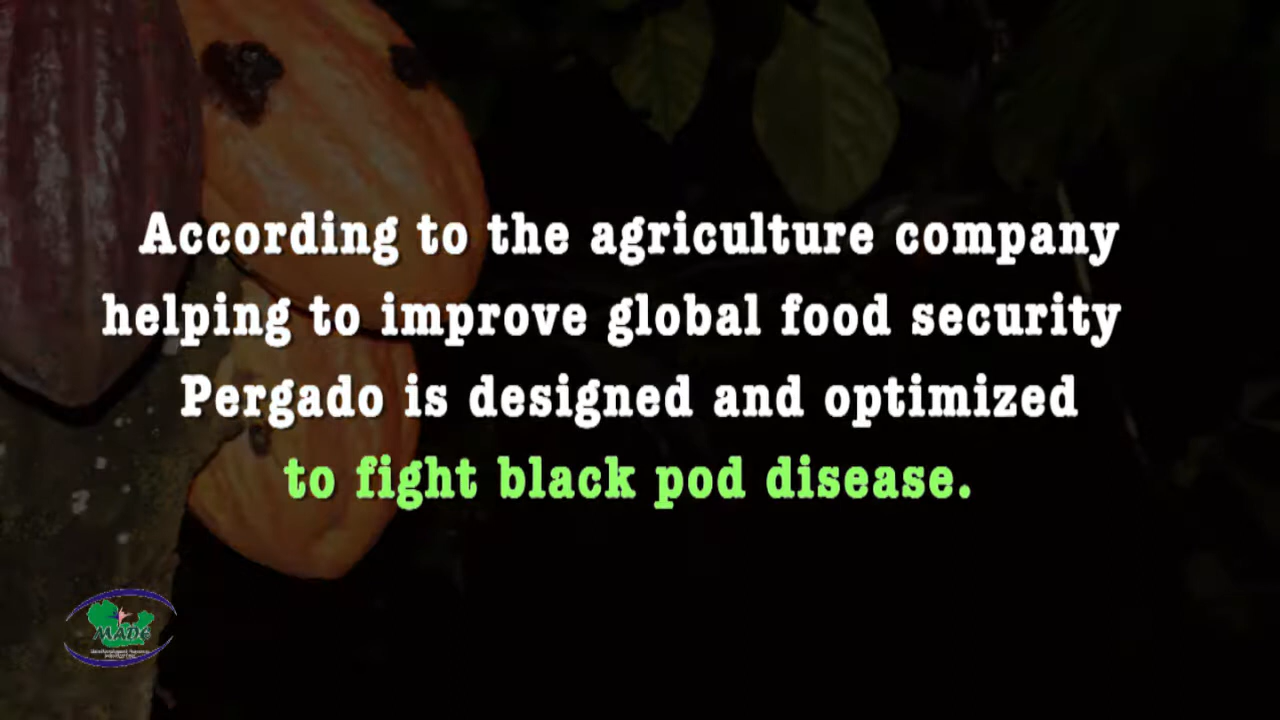 According to the agriculture company
helping to improve global food security
Pergado is designed and optimized
to fight black pod disease.
MADE